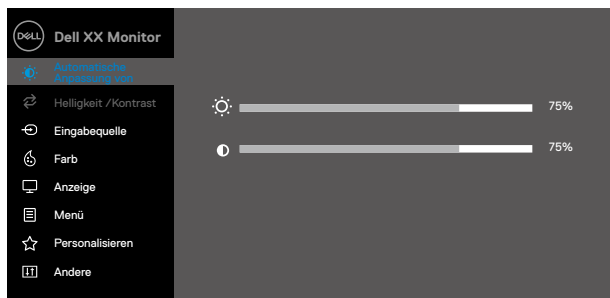 DELL Dell XX Monitor
Automatische
Anpassung von
Helligkeit /Kontrast
75%
Eingabequelle
Farb
75%
Anzeige
Menü
Personalisieren
Andere